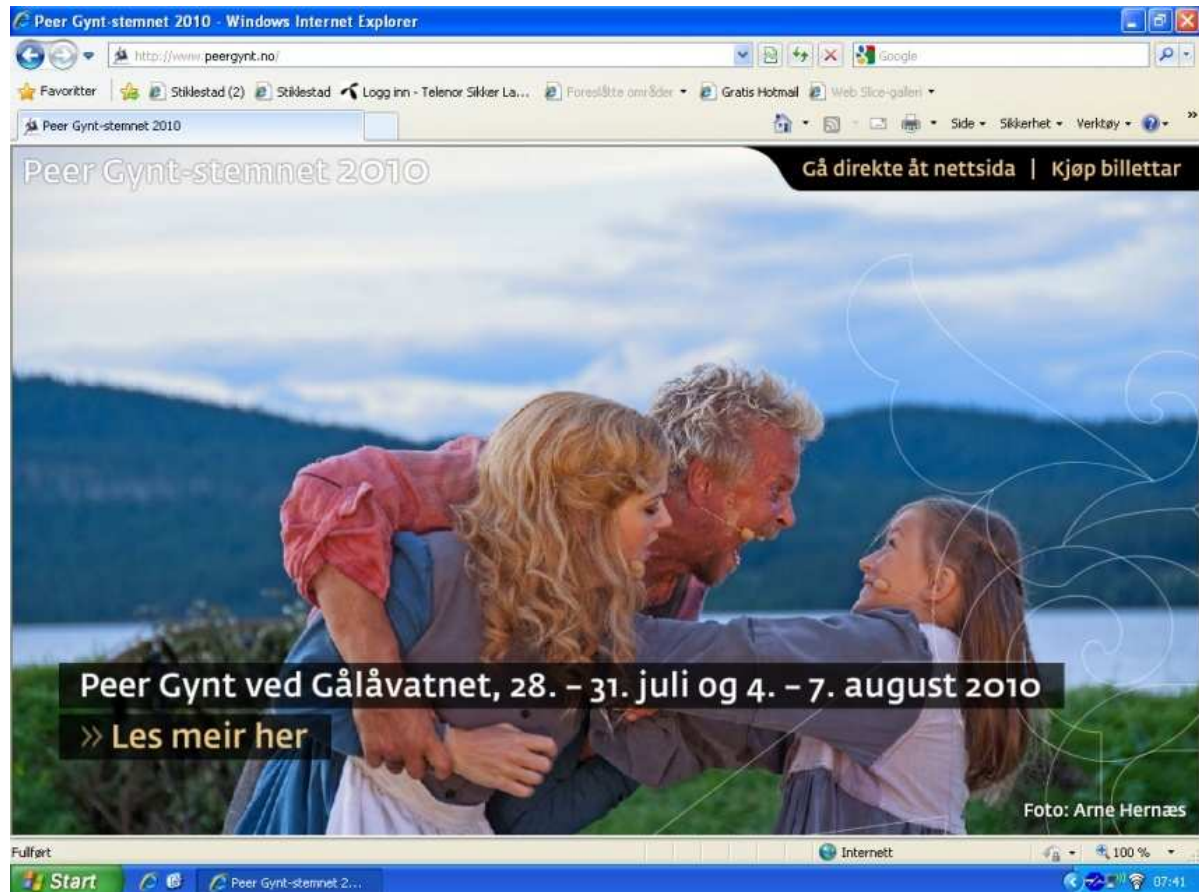 Peer Gynt-stemnet 2010 - Windows Internet Explorer
http://www.peergynt.no/
Google
Favoritter Stiklestad (2) Stiklestad Logg inn - Telenor Sikker La... Foreslåtte områder Gratis Hotmail Web Slice-galleri
Peer Gynt-stemnet 2010 Side Sikkerhet Verktøy »
Peer Gynt-stemnet 2010
Gå direkte åt nettsida | Kjøp billettar
Peer Gynt ved Gålåvatnet, 28. – 31. juli og 4. – 7. august 2010
» Les meir her
Foto: Arne Hernæs
Fullført Internett 100 %
Start Peer Gynt-stemnet 2... 07:41